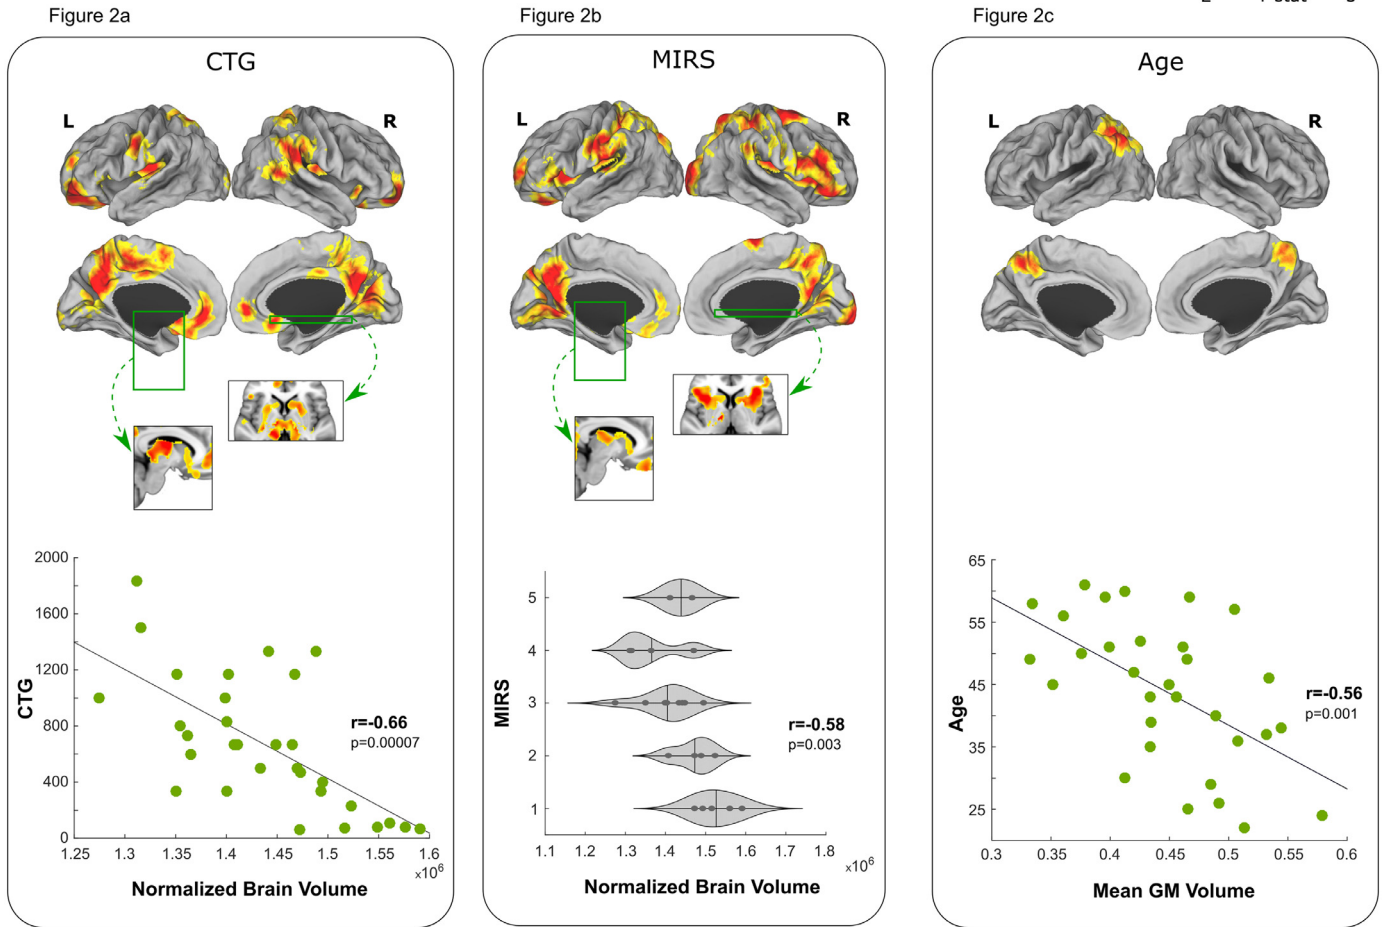 Figure 2a
Figure 2b
Figure 2c
CTG
L
R
2000
1600
1200
800
400
0
CTG
r=-0.66
p=0.00007
1.25
1.3
1.35
1.4
1.45
1.5
1.55
1.6
×10⁶
Normalized Brain Volume
MIRS
L
R
5
4
3
2
1
MIRS
r=-0.58
p=0.003
1.1
1.2
1.3
1.4
1.5
1.6
1.7
1.8
×10⁶
Normalized Brain Volume
Age
L
R
65
55
45
35
25
Age
r=-0.56
p=0.001
0.3
0.35
0.4
0.45
0.5
0.55
0.6
Mean GM Volume